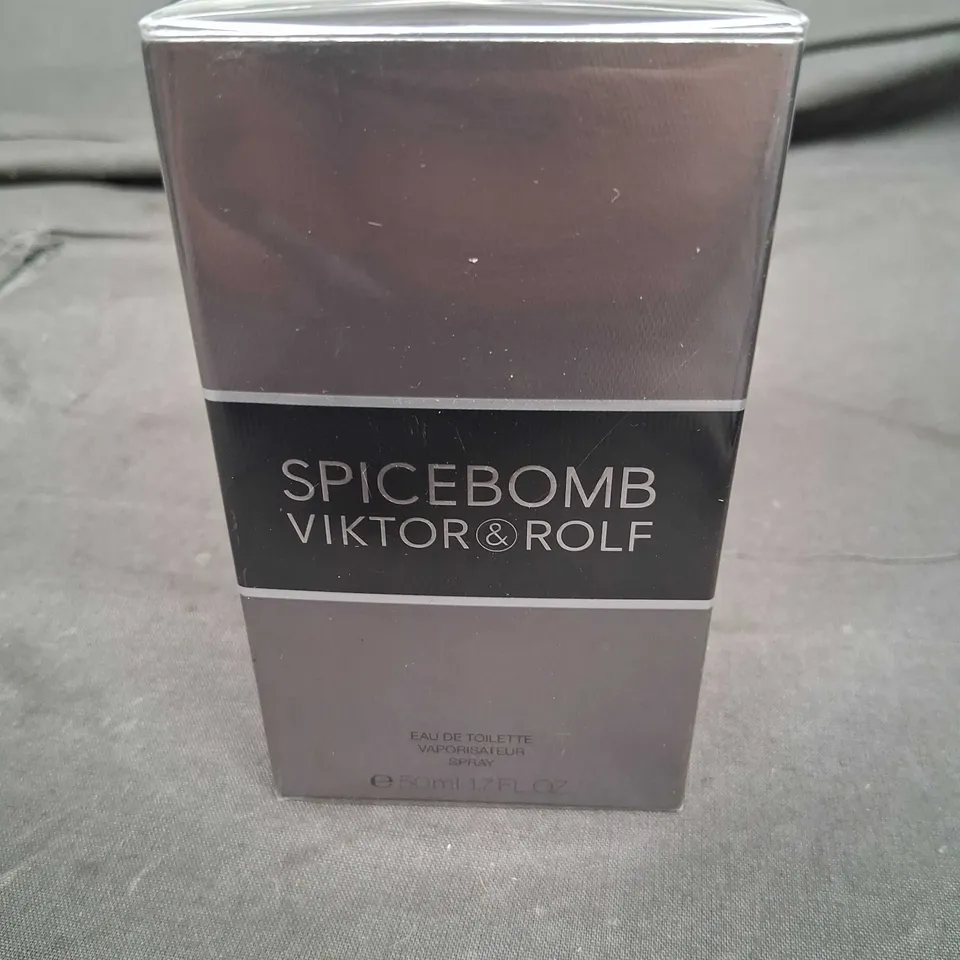 SPICEBOMB
VIKTOR & ROLF
EAU DE TOILETTE
VAPORISATEUR
SPRAY
℮ 50ml 1.7 FL.OZ